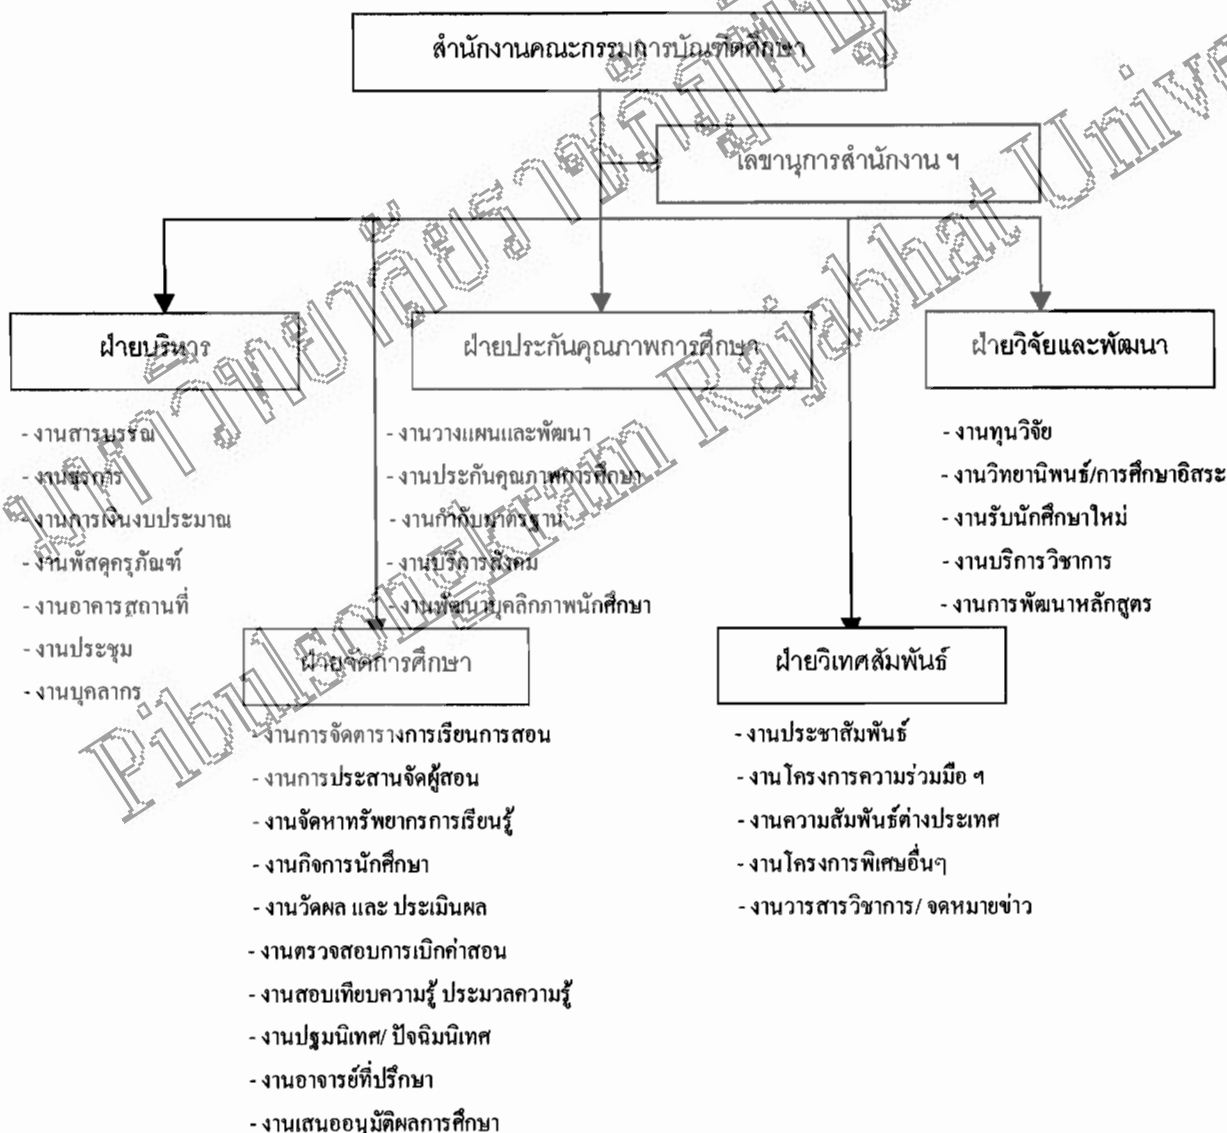 สำนักงานคณะกรรมการบัณฑิตศึกษา
เลขานุการสำนักงาน ฯ
ฝ่ายบริหาร
- งานสารบรรณ
- งานธุรการ
- งานการเงินงบประมาณ
- งานพัสดุครุภัณฑ์
- งานอาคารสถานที่
- งานประชุม
- งานบุคลากร
ฝ่ายประกันคุณภาพการศึกษา
- งานวางแผนและพัฒนา
- งานประกันคุณภาพการศึกษา
- งานกำกับมาตรฐาน
- งานบริการสังคม
- งานพัฒนาบุคลิกภาพนักศึกษา
ฝ่ายวิจัยและพัฒนา
- งานทุนวิจัย
- งานวิทยานิพนธ์/การศึกษาอิสระ
- งานรับนักศึกษาใหม่
- งานบริการวิชาการ
- งานการพัฒนาหลักสูตร
ฝ่ายจัดการศึกษา
- งานการจัดตารางการเรียนการสอน
- งานการประสานจัดผู้สอน
- งานจัดหาทรัพยากรการเรียนรู้
- งานกิจการนักศึกษา
- งานวัดผล และ ประเมินผล
- งานตรวจสอบการเบิกค่าสอน
- งานสอบเทียบความรู้ ประมวลความรู้
- งานปฐมนิเทศ/ ปัจฉิมนิเทศ
- งานอาจารย์ที่ปรึกษา
- งานเสนออนุมัติผลการศึกษา
ฝ่ายวิเทศสัมพันธ์
- งานประชาสัมพันธ์
- งานโครงการความร่วมมือ ฯ
- งานความสัมพันธ์ต่างประเทศ
- งานโครงการพิเศษอื่นๆ
- งานวารสารวิชาการ/ จดหมายข่าว
มหาวิทยาลัยราชภัฏพิบูล
Pibulsongkram Rajabhat Unive